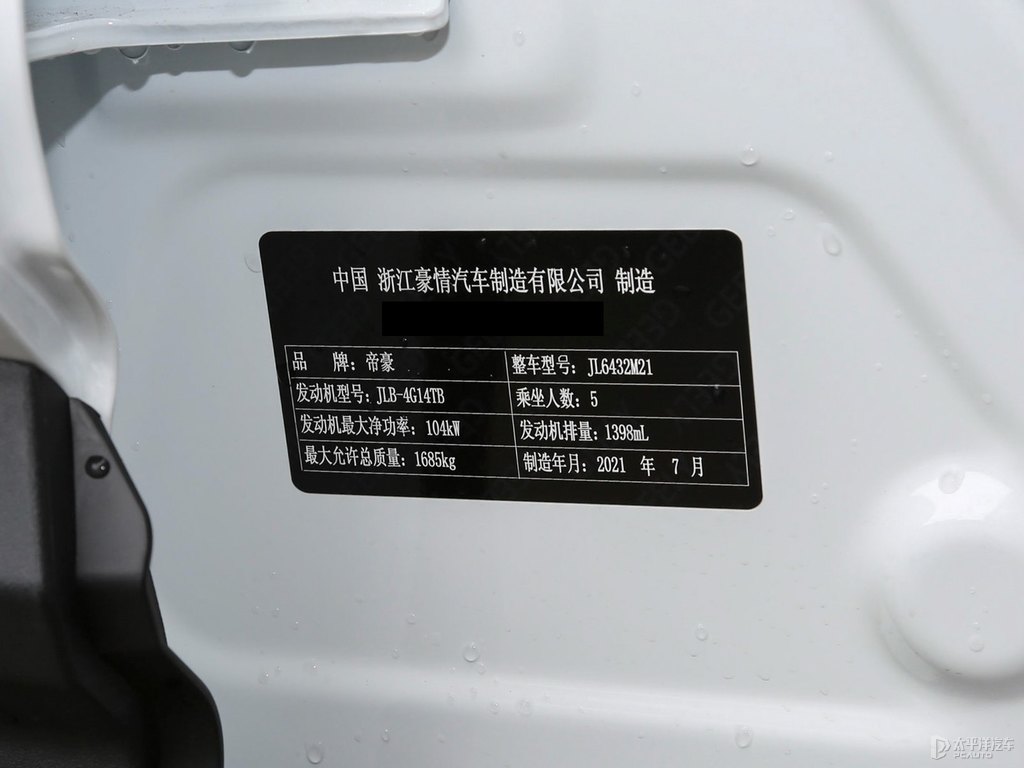 中国 浙江豪情汽车制造有限公司 制造
品 牌：帝豪 整车型号：JL6432M21
发动机型号：JLB-4G14TB 乘坐人数：5
发动机最大净功率：104kW 发动机排量：1398mL
最大允许总质量：1685kg 制造年月：2021 年 7 月
太平洋汽车
PCAUTO